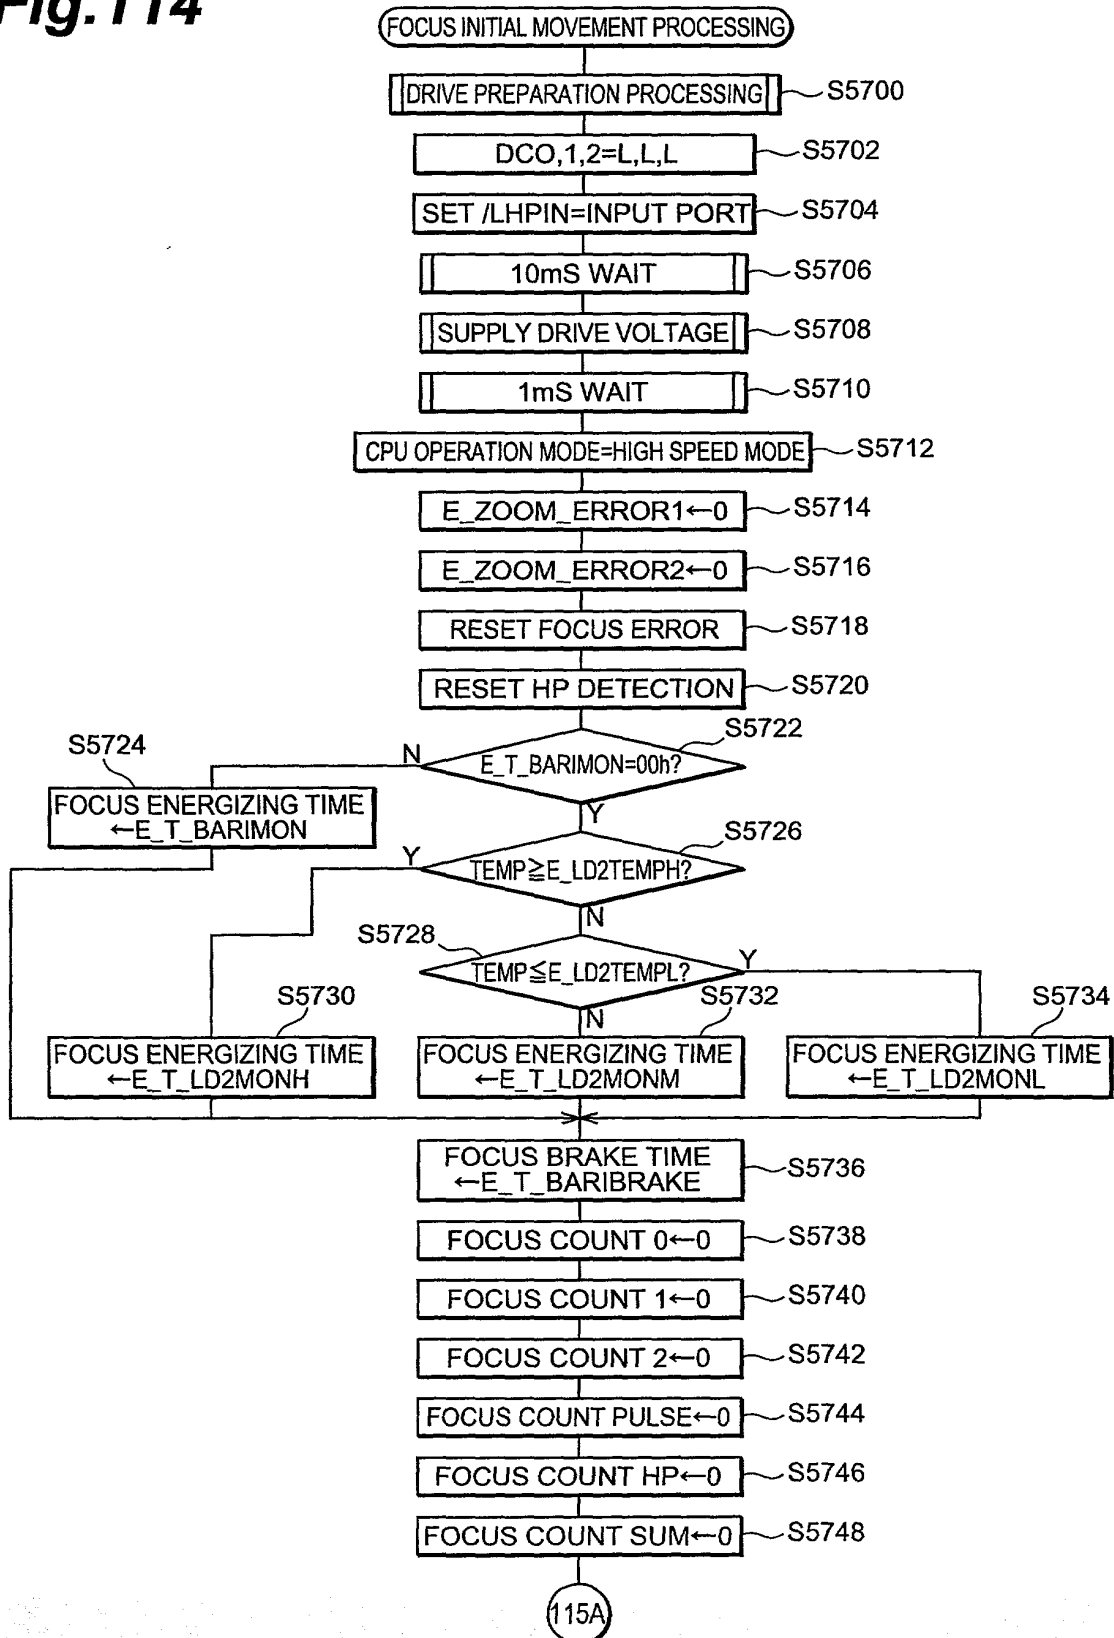 Fig.114
FOCUS INITIAL MOVEMENT PROCESSING
DRIVE PREPARATION PROCESSING
S5700
DCO,1,2=L,L,L
S5702
SET /LHPIN=INPUT PORT
S5704
10mS WAIT
S5706
SUPPLY DRIVE VOLTAGE
S5708
1mS WAIT
S5710
CPU OPERATION MODE=HIGH SPEED MODE
S5712
E_ZOOM_ERROR1←0
S5714
E_ZOOM_ERROR2←0
S5716
RESET FOCUS ERROR
S5718
RESET HP DETECTION
S5720
S5722
E_T_BARIMON=00h?
N
Y
S5724
FOCUS ENERGIZING TIME
←E_T_BARIMON
S5726
TEMP≧E_LD2TEMPH?
Y
N
S5728
TEMP≦E_LD2TEMPL?
Y
N
S5730
FOCUS ENERGIZING TIME
←E_T_LD2MONH
S5732
FOCUS ENERGIZING TIME
←E_T_LD2MONM
S5734
FOCUS ENERGIZING TIME
←E_T_LD2MONL
FOCUS BRAKE TIME
←E_T_BARIBRAKE
S5736
FOCUS COUNT 0←0
S5738
FOCUS COUNT 1←0
S5740
FOCUS COUNT 2←0
S5742
FOCUS COUNT PULSE←0
S5744
FOCUS COUNT HP←0
S5746
FOCUS COUNT SUM←0
S5748
115A